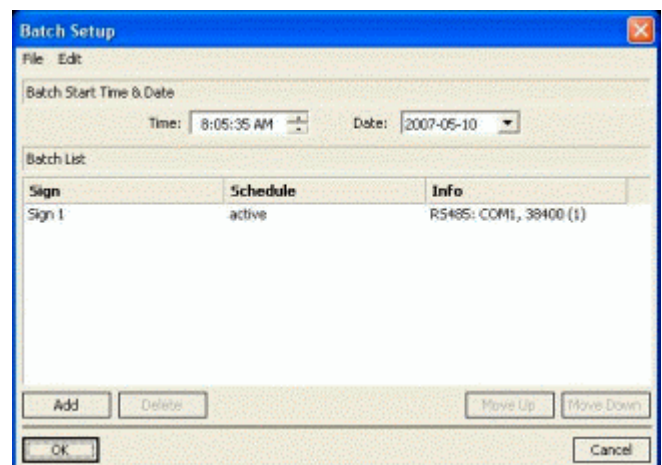 Batch Setup
File Edit
Batch Start Time & Date
Time: 8:05:35 AM Date: 2007-05-10
Batch List
Sign Schedule Info
Sign 1 active RS485: COM1, 38400 (1)
Add Delete Move Up Move Down
OK Cancel